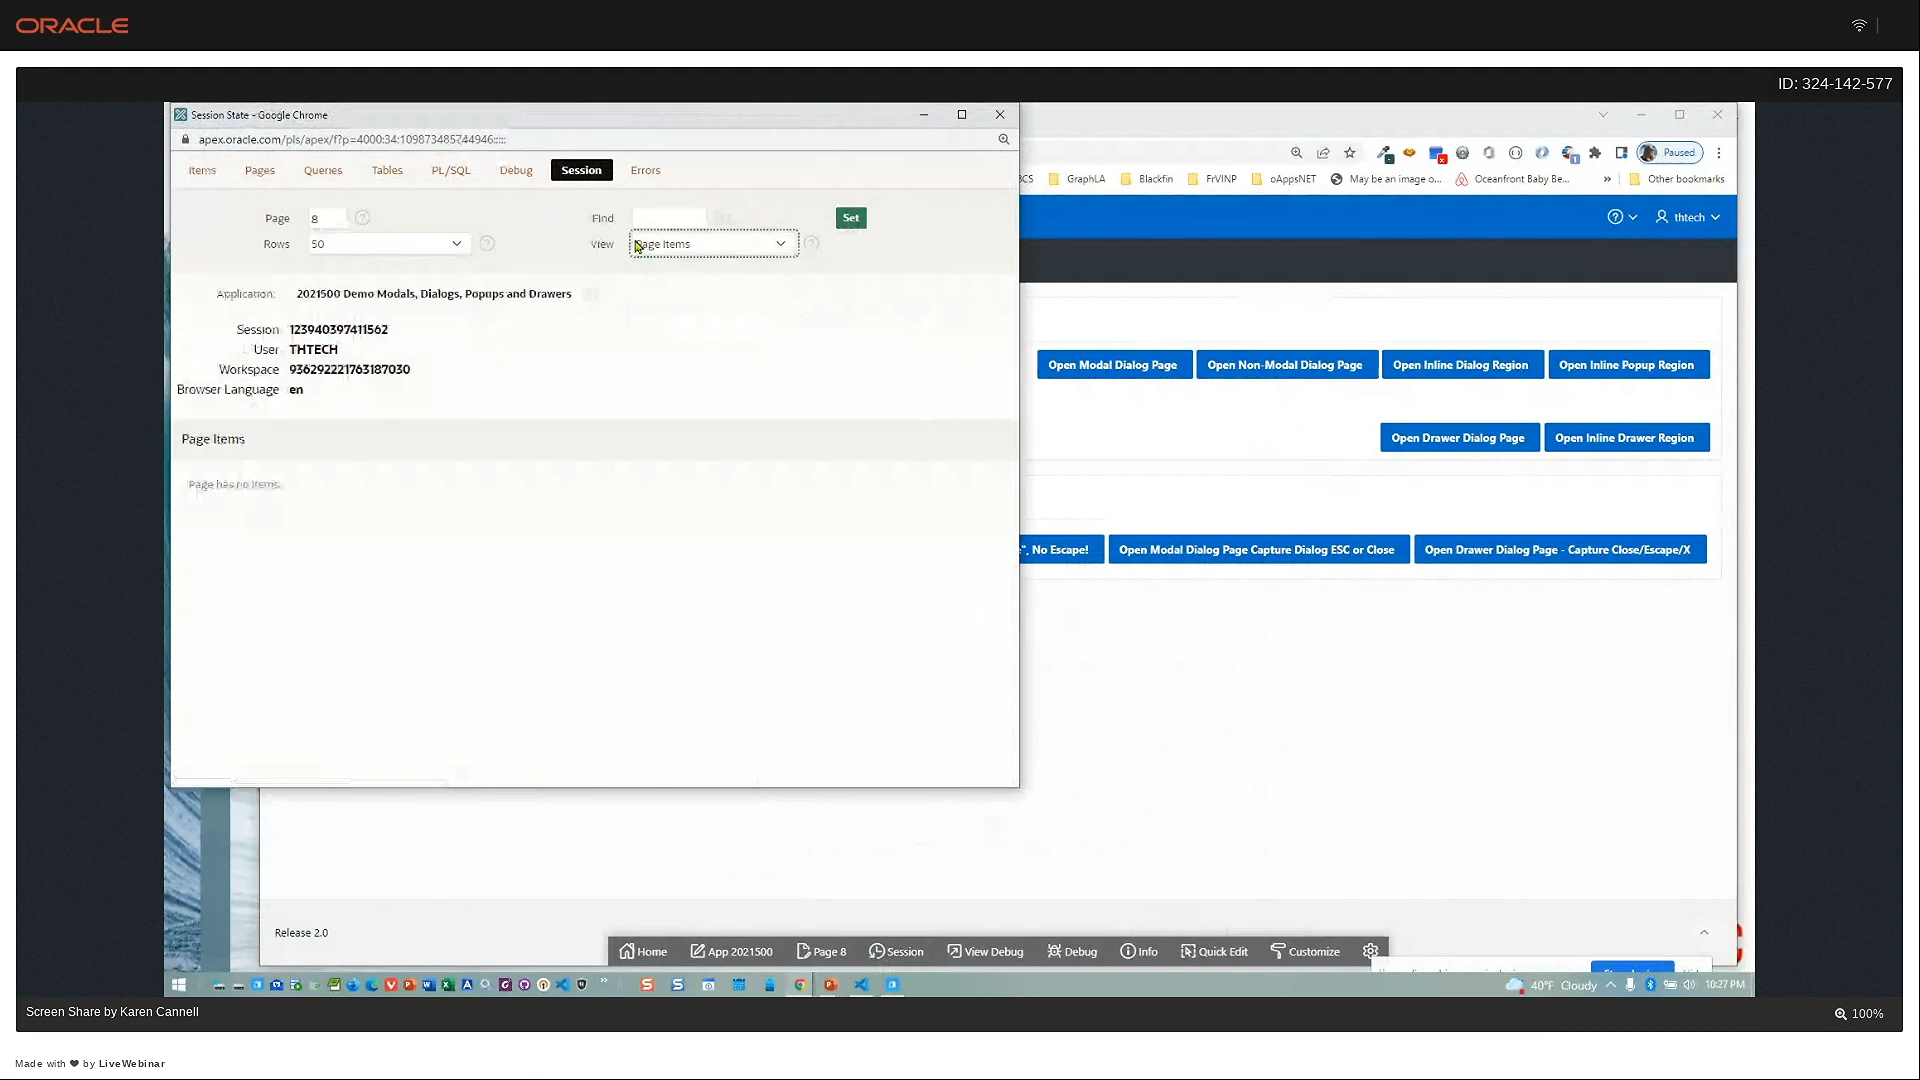 ORACLE
ID: 324-142-577
Session State - Google Chrome
apex.oracle.com/pls/apex/f?p=4000:34:109873485744946:::::
Paused
GraphLA Blackfin FrVINP oAppsNET May be an image o... Oceanfront Baby Be... » Other bookmarks
Items Pages Queries Tables PL/SQL Debug Session Errors
Page 8 Find Set
Rows 50 View Page Items
thtech
Application: 2021500 Demo Modals, Dialogs, Popups and Drawers
Session 123940397411562
User THTECH
Workspace 936292221763187030
Browser Language en
Page Items
Page has no items.
Open Modal Dialog Page Open Non-Modal Dialog Page Open Inline Dialog Region Open Inline Popup Region
Open Drawer Dialog Page Open Inline Drawer Region
", No Escape! Open Modal Dialog Page Capture Dialog ESC or Close Open Drawer Dialog Page - Capture Close/Escape/X
Release 2.0
Home App 2021500 Page 8 Session View Debug Debug Info Quick Edit Customize
40°F Cloudy 10:27 PM
Screen Share by Karen Cannell
100%
Made with ❤ by LiveWebinar